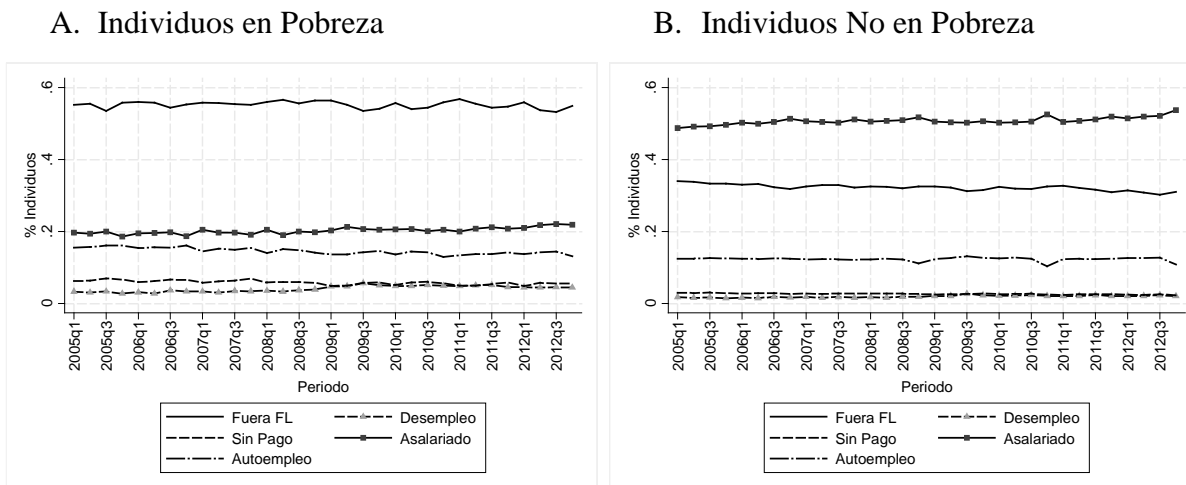 A. Individuos en Pobreza
B. Individuos No en Pobreza
% Individuos
.6
.4
.2
0
2005q1
2005q3
2006q1
2006q3
2007q1
2007q3
2008q1
2008q3
2009q1
2009q3
2010q1
2010q3
2011q1
2011q3
2012q1
2012q3
Periodo
Fuera FL
Desempleo
Sin Pago
Asalariado
Autoempleo
% Individuos
.6
.4
.2
0
2005q1
2005q3
2006q1
2006q3
2007q1
2007q3
2008q1
2008q3
2009q1
2009q3
2010q1
2010q3
2011q1
2011q3
2012q1
2012q3
Periodo
Fuera FL
Desempleo
Sin Pago
Asalariado
Autoempleo